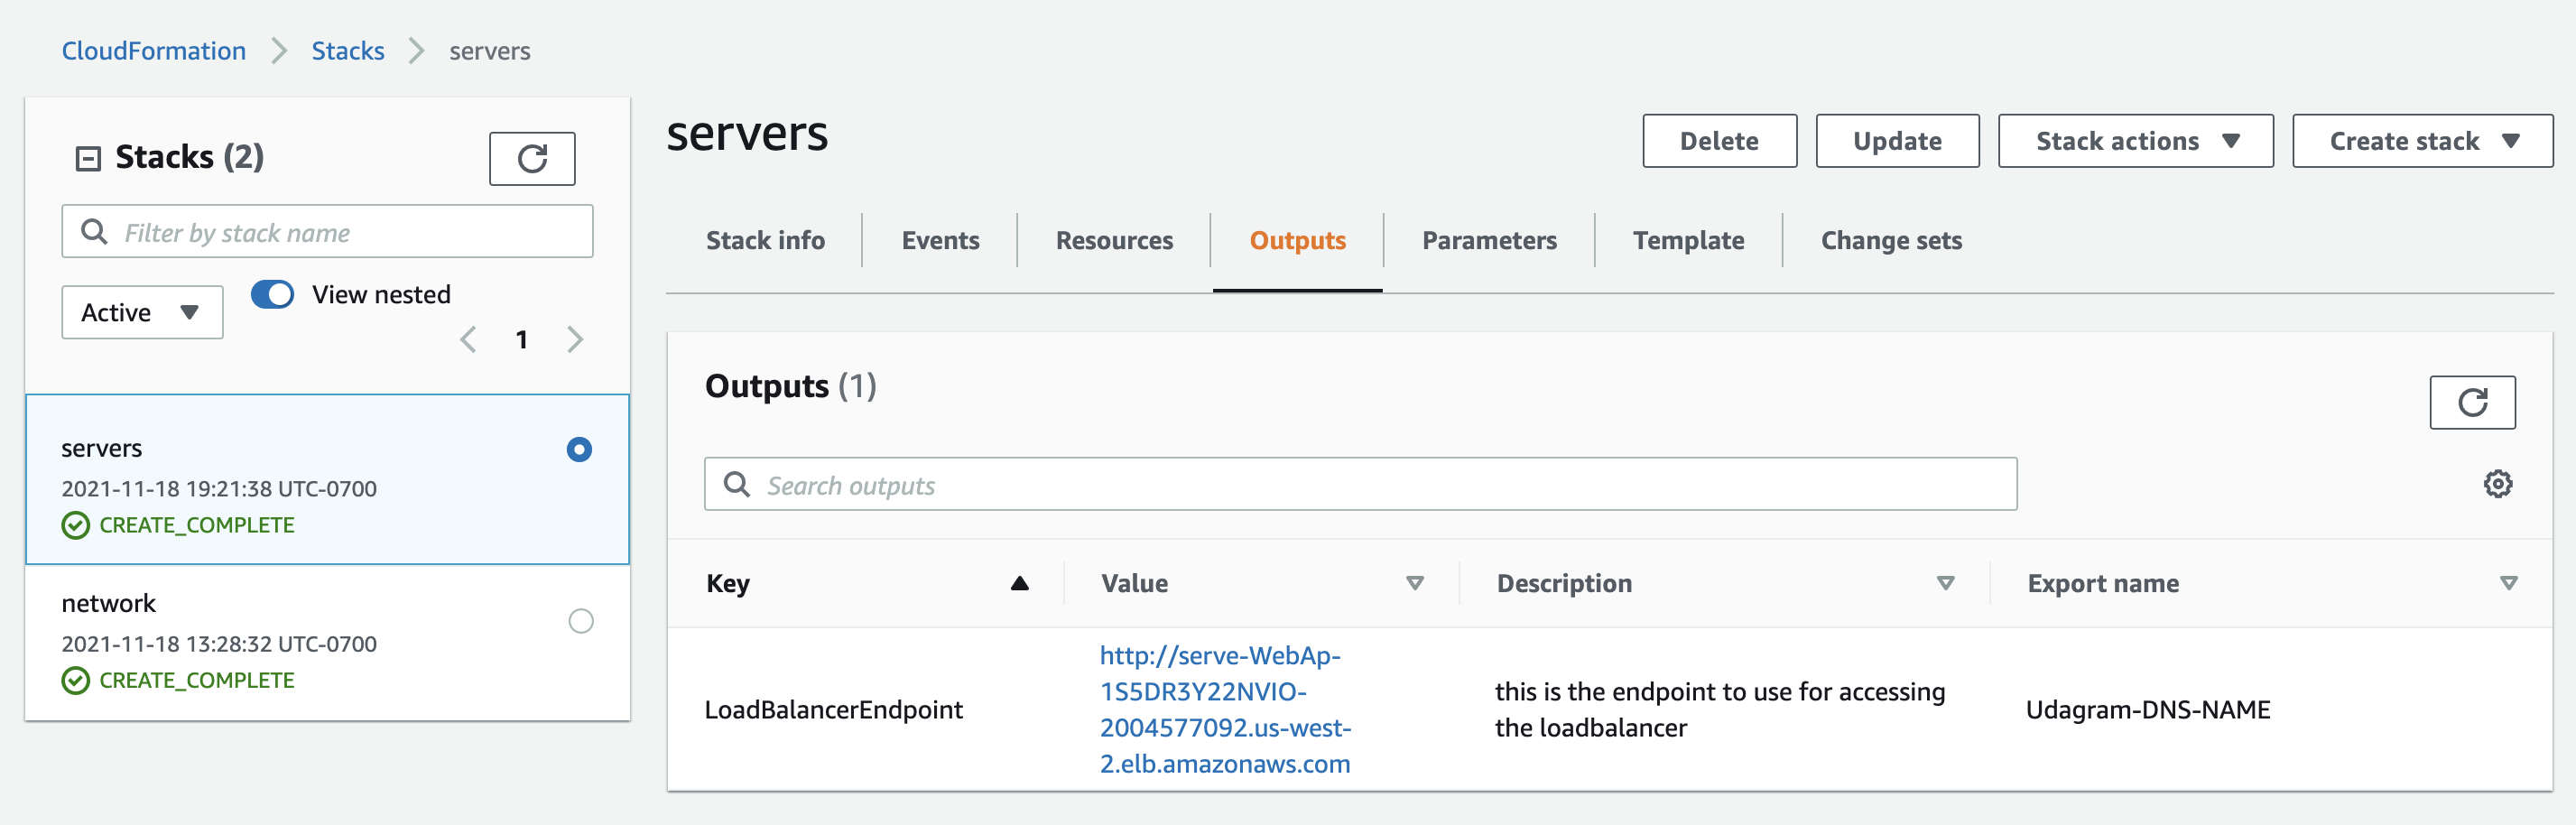 CloudFormation Stacks servers
Stacks (2)
Filter by stack name
Active View nested
1
servers
2021-11-18 19:21:38 UTC-0700
CREATE_COMPLETE
network
2021-11-18 13:28:32 UTC-0700
CREATE_COMPLETE
servers
Delete Update Stack actions Create stack
Stack info Events Resources Outputs Parameters Template Change sets
Outputs (1)
Search outputs
Key Value Description Export name
LoadBalancerEndpoint
http://serve-WebAp-
1S5DR3Y22NVIO-
2004577092.us-west-
2.elb.amazonaws.com
this is the endpoint to use for accessing
the loadbalancer
Udagram-DNS-NAME